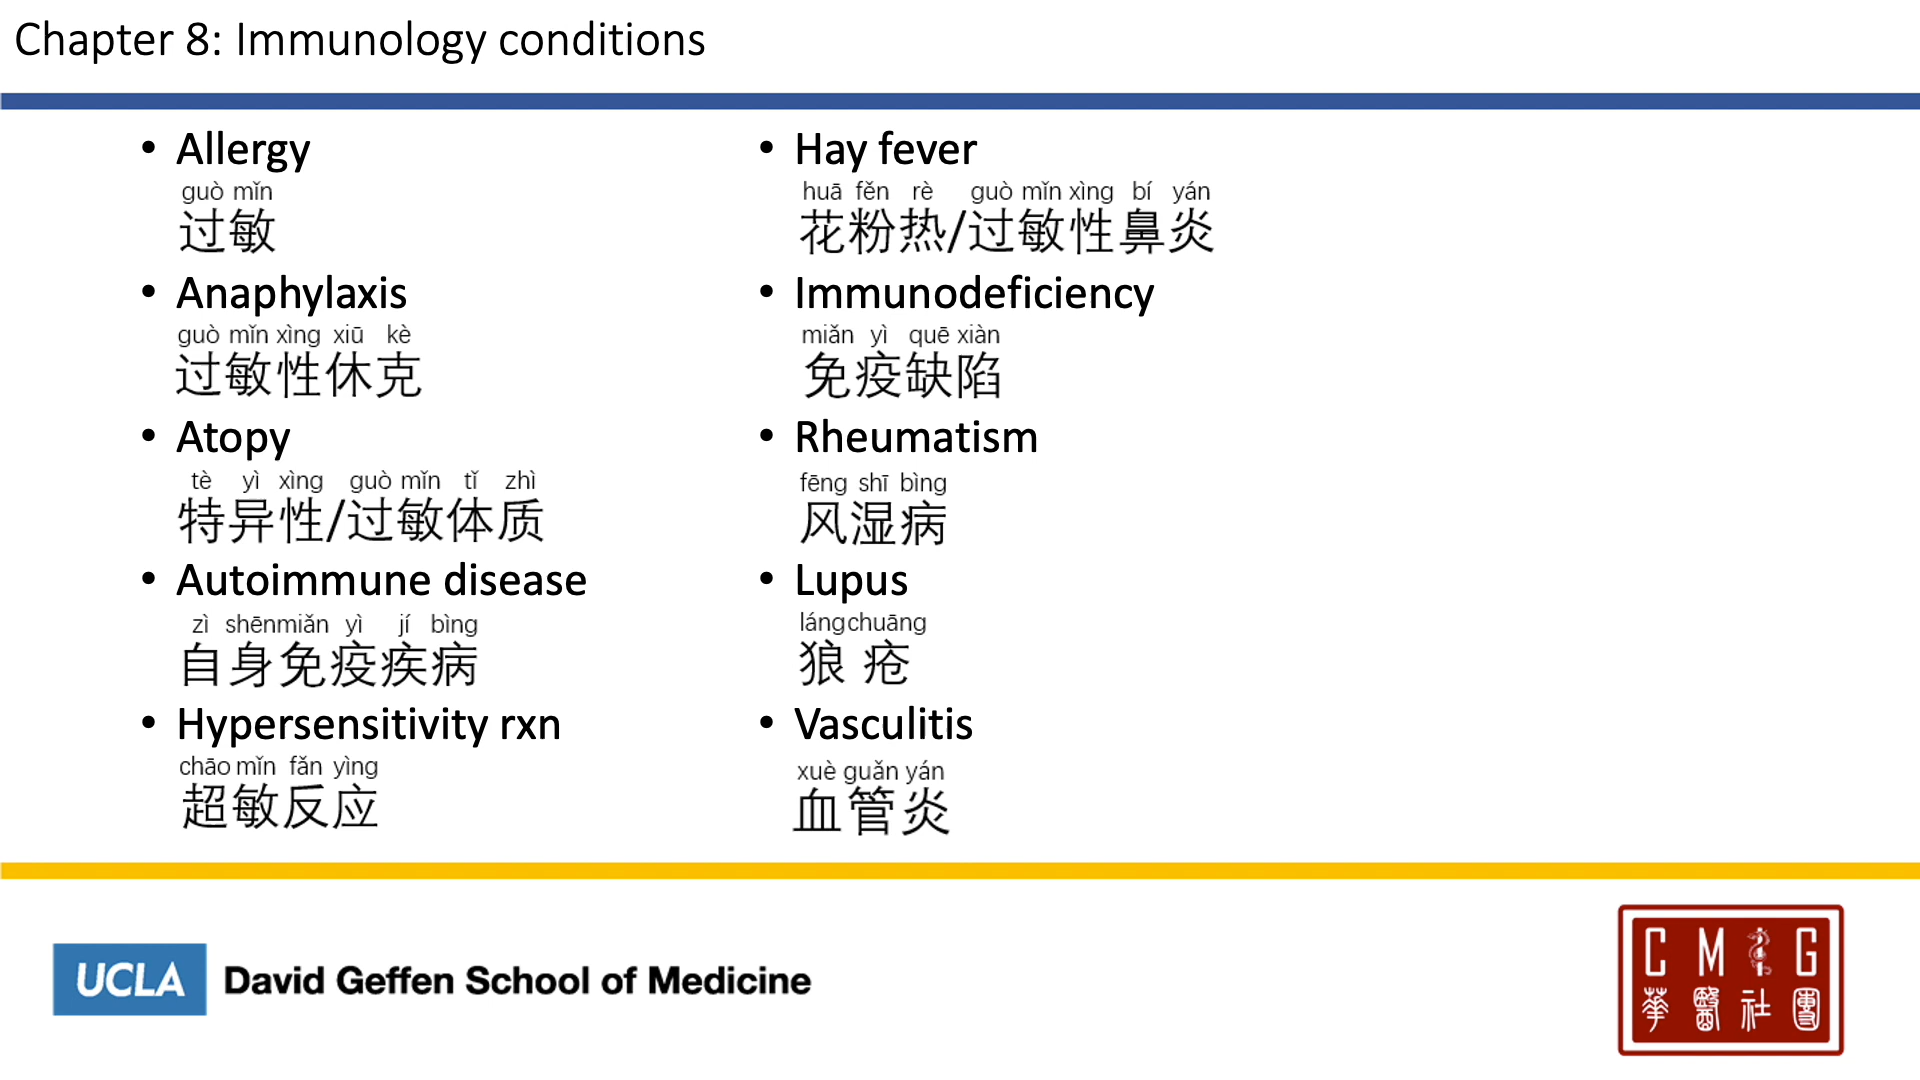 Chapter 8: Immunology conditions
• Allergy
guò mǐn
过敏
• Anaphylaxis
guò mǐn xìng xiū kè
过敏性休克
• Atopy
tè yì xìng guò mǐn tǐ zhì
特异性/过敏体质
• Autoimmune disease
zì shēn miǎn yì jí bìng
自身免疫疾病
• Hypersensitivity rxn
chāo mǐn fǎn yìng
超敏反应
• Hay fever
huā fěn rè guò mǐn xìng bí yán
花粉热/过敏性鼻炎
• Immunodeficiency
miǎn yì quē xiàn
免疫缺陷
• Rheumatism
fēng shī bìng
风湿病
• Lupus
láng chuāng
狼疮
• Vasculitis
xuè guǎn yán
血管炎
UCLA David Geffen School of Medicine
C M G
華醫社團